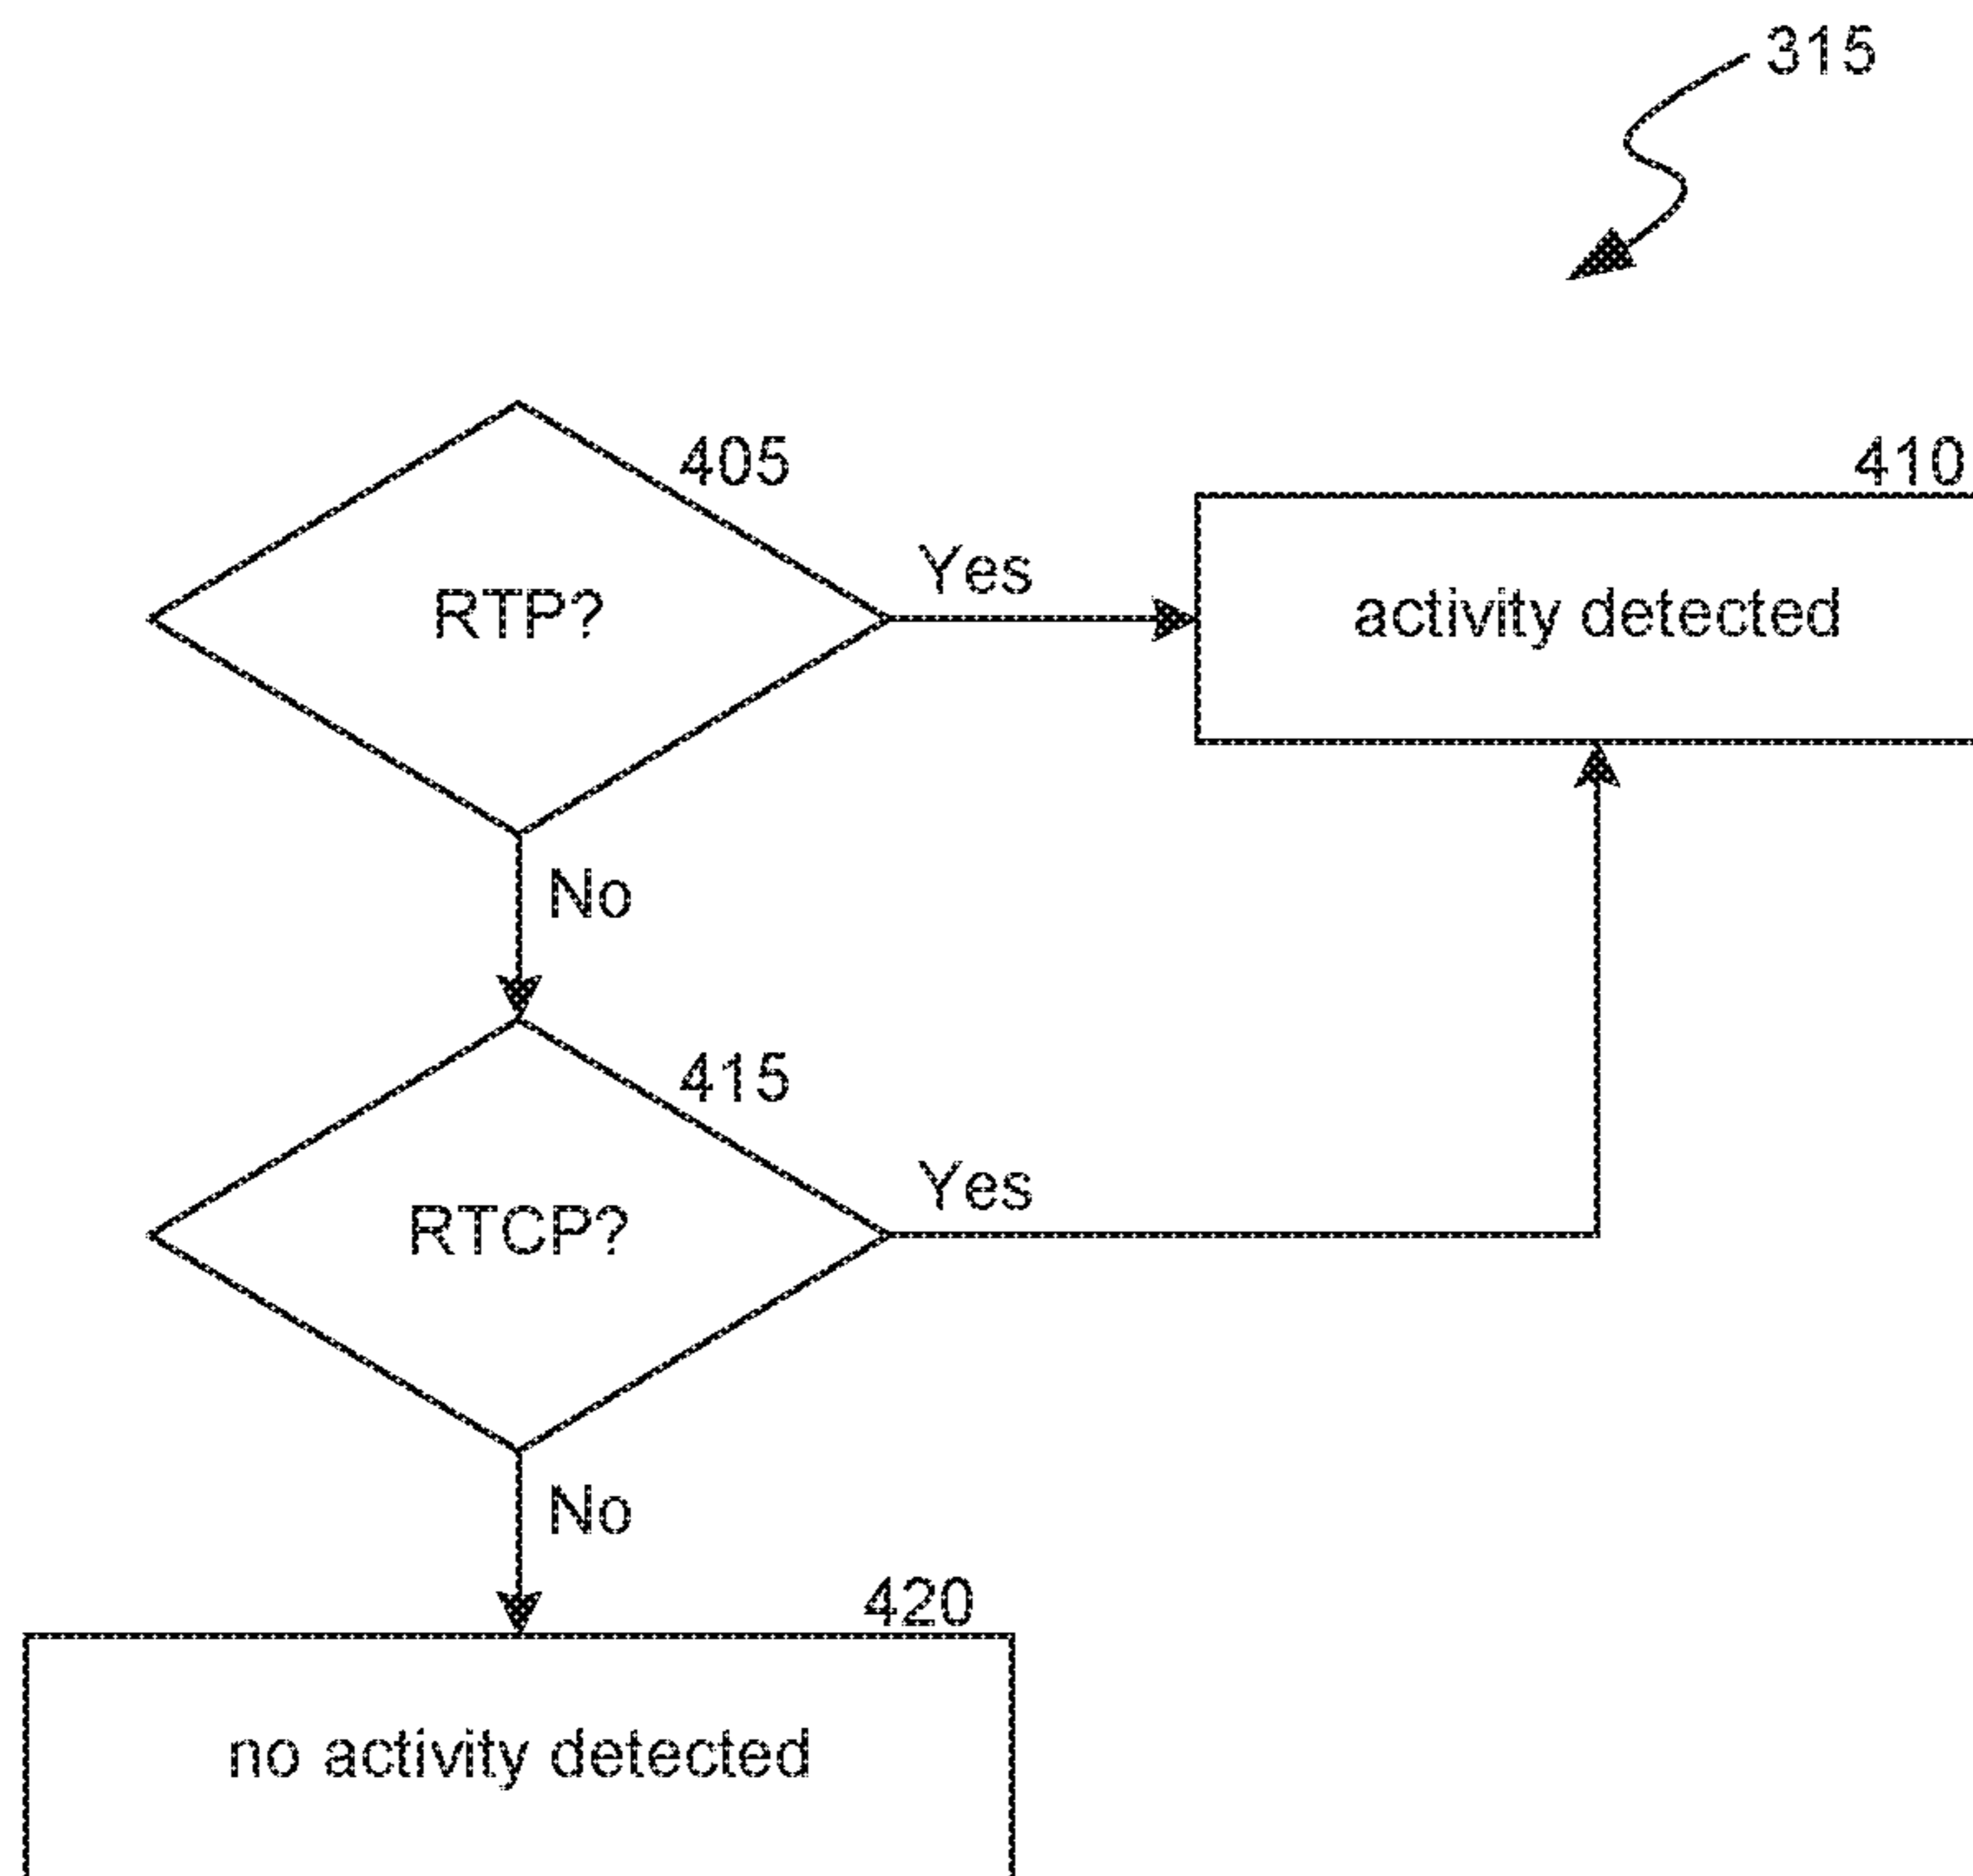 315
405
410
RTP?
Yes
activity detected
No
415
RTCP?
Yes
No
420
no activity detected